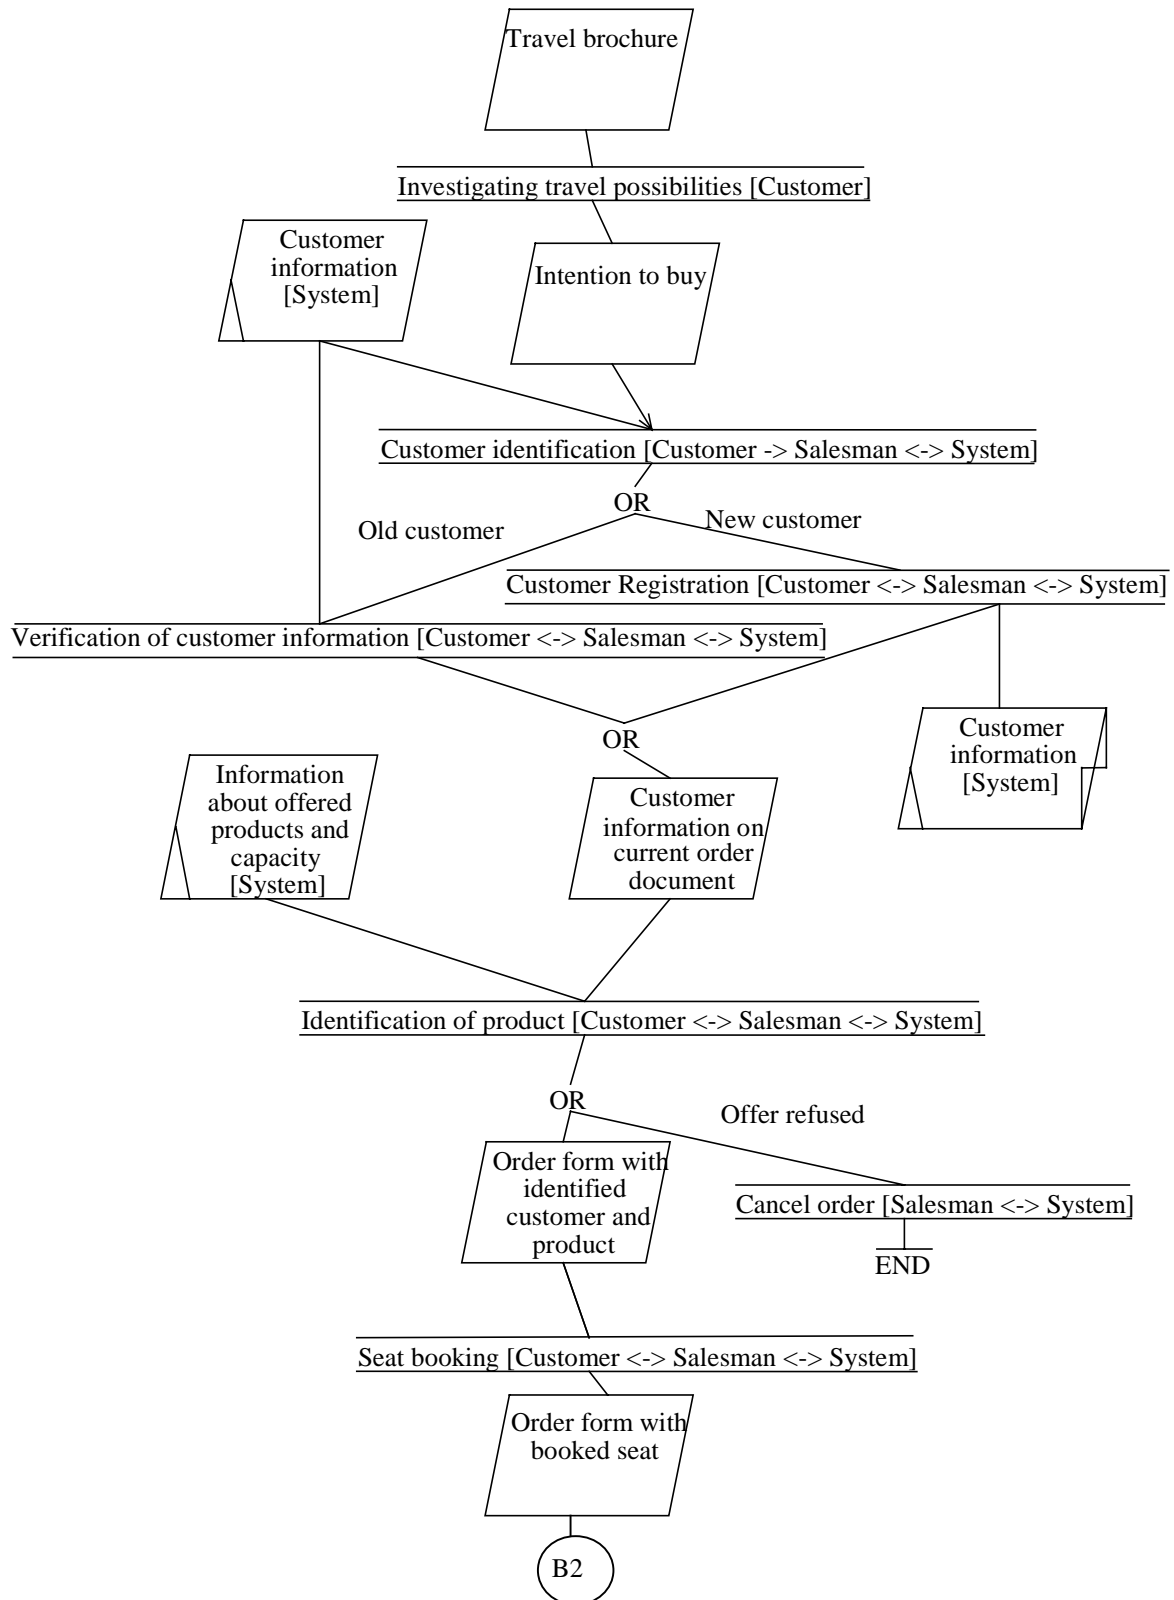 Travel brochure
Investigating travel possibilities [Customer]
Customer
information
[System]
Intention to buy
Customer identification [Customer -> Salesman <-> System]
OR
Old customer
New customer
Customer Registration [Customer <-> Salesman <-> System]
Verification of customer information [Customer <-> Salesman <-> System]
OR
Customer
information
[System]
Information
about offered
products and
capacity
[System]
Customer
information on
current order
document
Identification of product [Customer <-> Salesman <-> System]
OR
Offer refused
Order form with
identified
customer and
product
Cancel order [Salesman <-> System]
END
Seat booking [Customer <-> Salesman <-> System]
Order form with
booked seat
B2